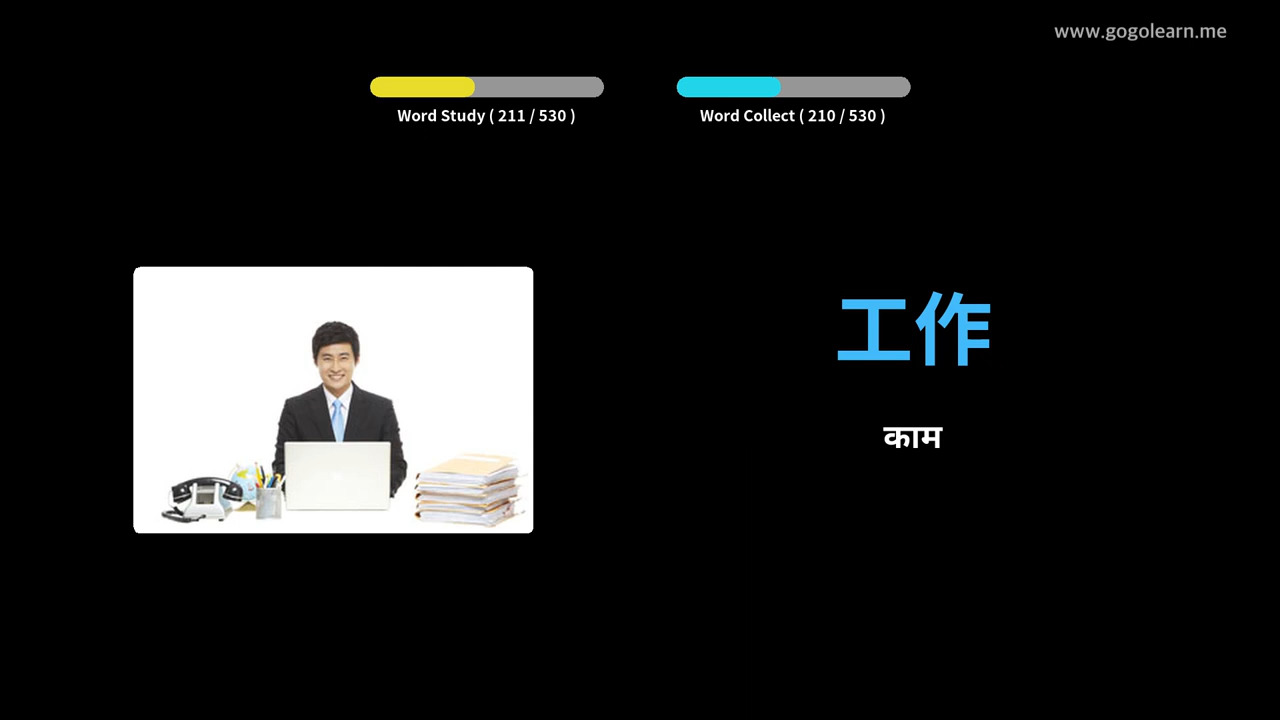 www.gogolearn.me
Word Study ( 211 / 530 )
Word Collect ( 210 / 530 )
工作
काम